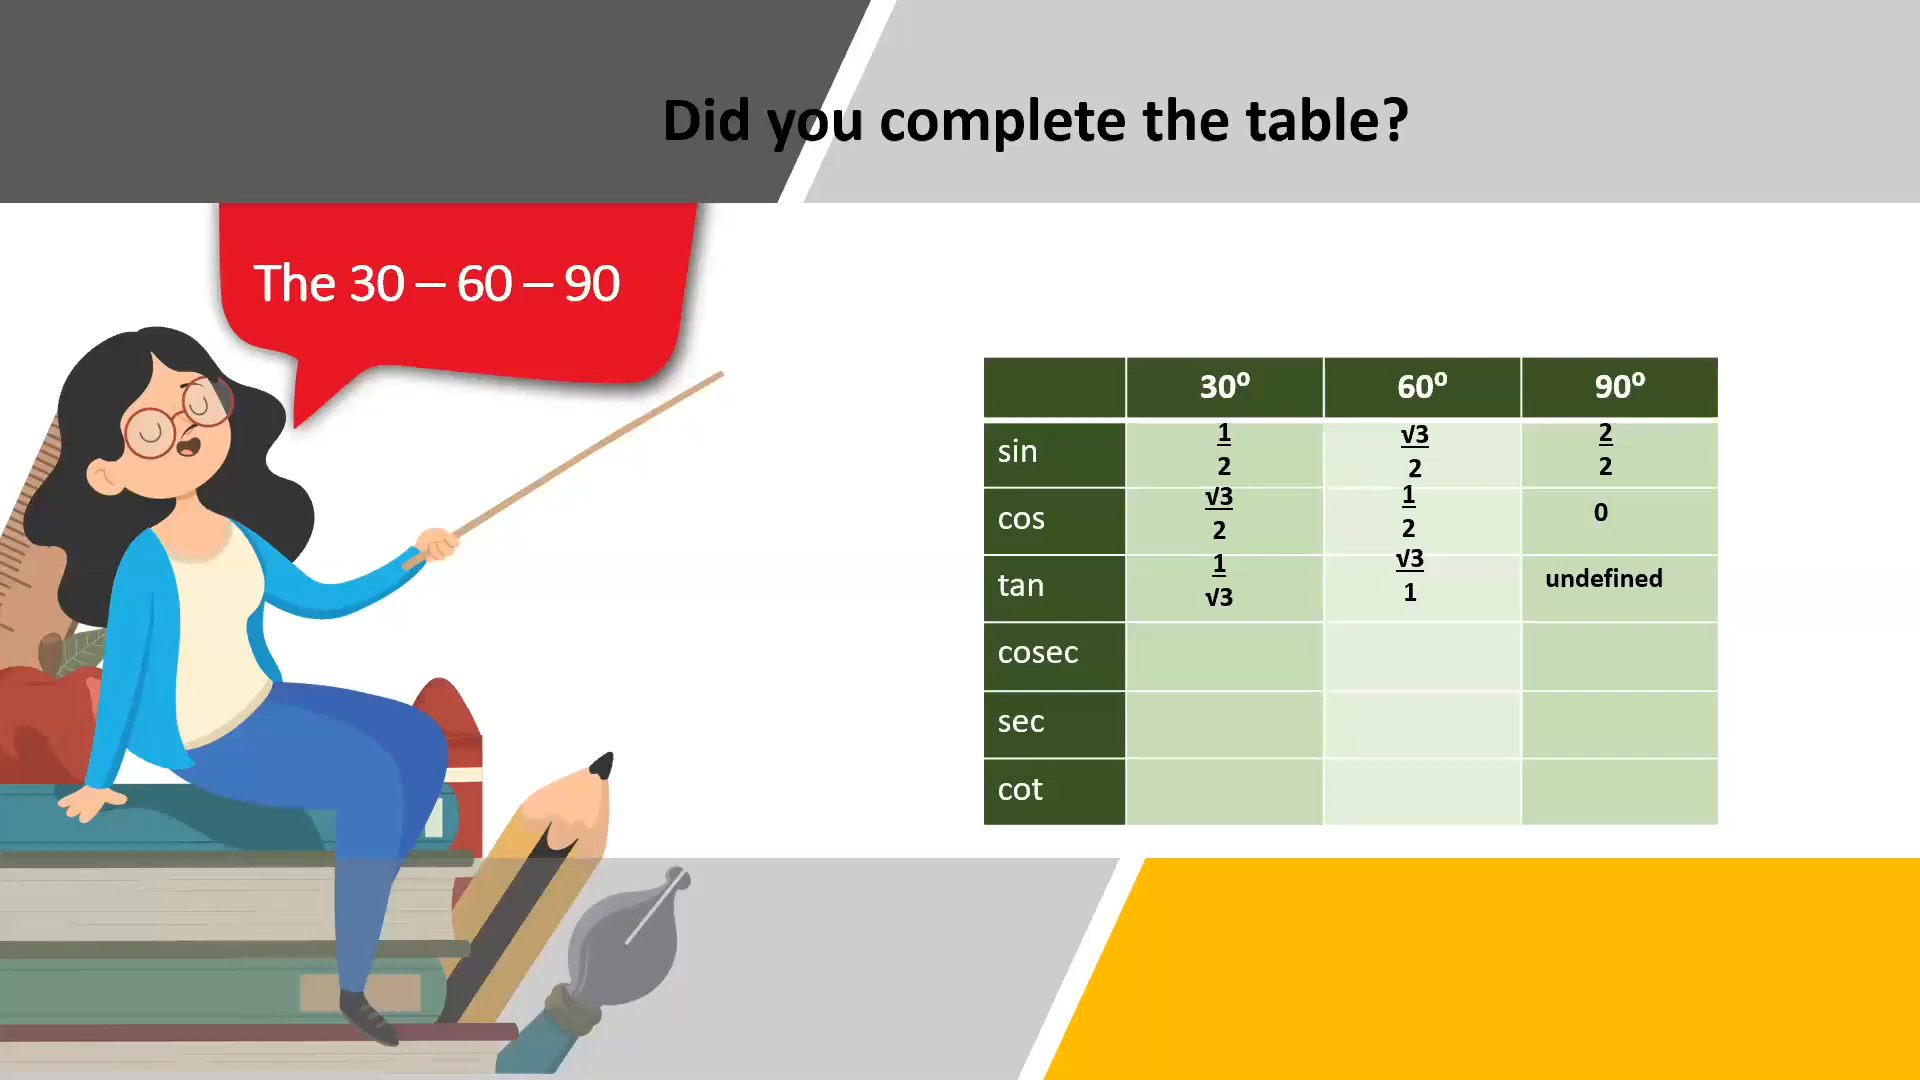 Did you complete the table?
The 30 – 60 – 90
30º 60º 90º
sin 1/2 √3/2 2/2
cos √3/2 1/2 0
tan 1/√3 √3/1 undefined
cosec
sec
cot